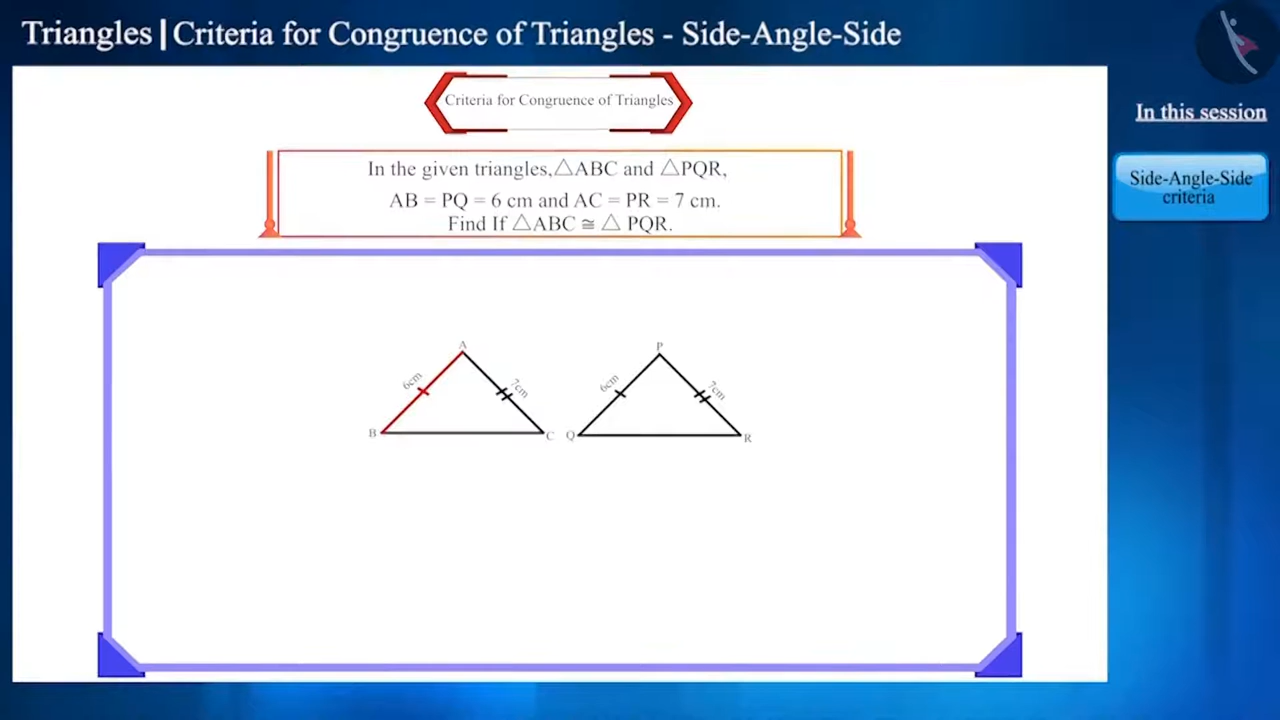 Triangles | Criteria for Congruence of Triangles - Side-Angle-Side
In this session
Side-Angle-Side
criteria
Criteria for Congruence of Triangles
In the given triangles,△ABC and △PQR,
AB = PQ = 6 cm and AC = PR = 7 cm.
Find If △ABC ≅ △ PQR.
A
6cm
7cm
B
C
P
6cm
7cm
Q
R